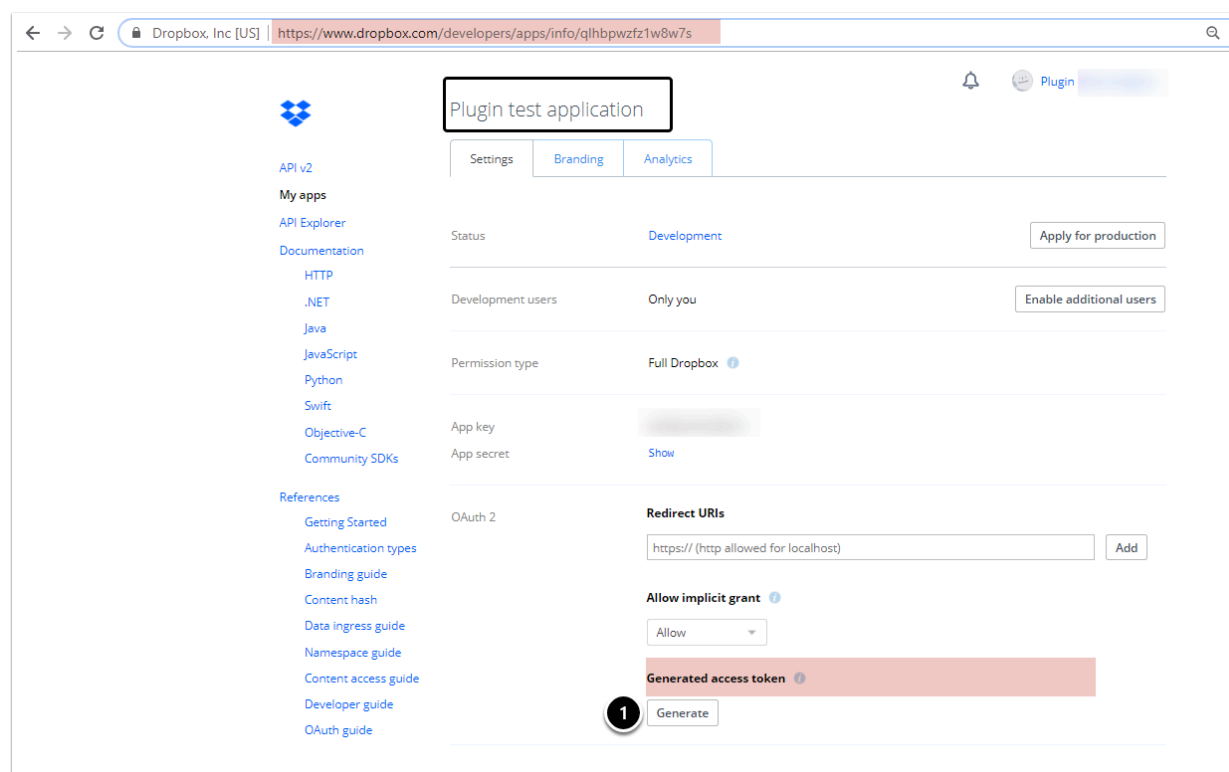 Dropbox, Inc [US] | https://www.dropbox.com/developers/apps/info/qlhbpwzfz1w8w7s
Plugin
Plugin test application
Settings Branding Analytics
API v2
My apps
API Explorer
Documentation
HTTP
.NET
Java
JavaScript
Python
Swift
Objective-C
Community SDKs
References
Getting Started
Authentication types
Branding guide
Content hash
Data ingress guide
Namespace guide
Content access guide
Developer guide
OAuth guide
Status Development Apply for production
Development users Only you Enable additional users
Permission type Full Dropbox
App key
App secret Show
OAuth 2 Redirect URIs
https:// (http allowed for localhost) Add
Allow implicit grant
Allow
Generated access token
1 Generate